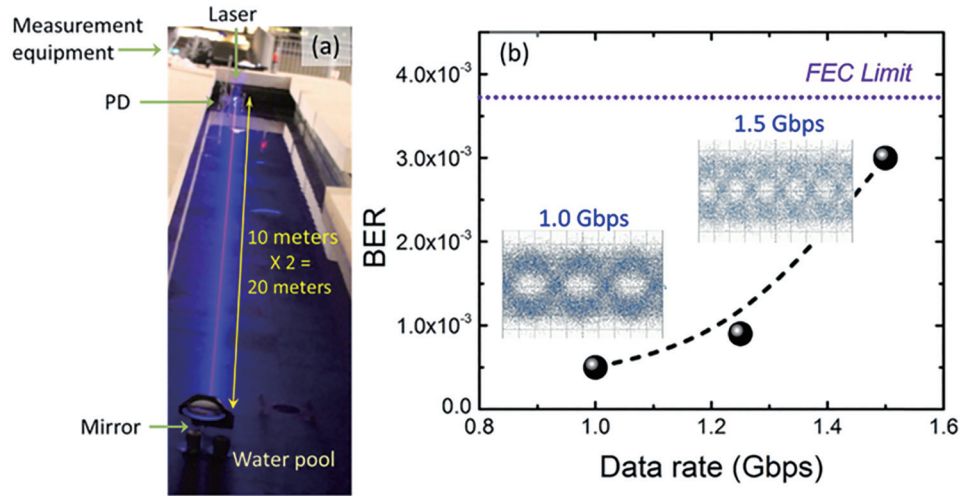 Laser
Measurement
equipment
(a)
PD
10 meters
X 2 =
20 meters
Mirror
Water pool
(b)
FEC Limit
1.5 Gbps
1.0 Gbps
BER
4.0x10⁻³
3.0x10⁻³
2.0x10⁻³
1.0x10⁻³
0.0
0.8 1.0 1.2 1.4 1.6
Data rate (Gbps)